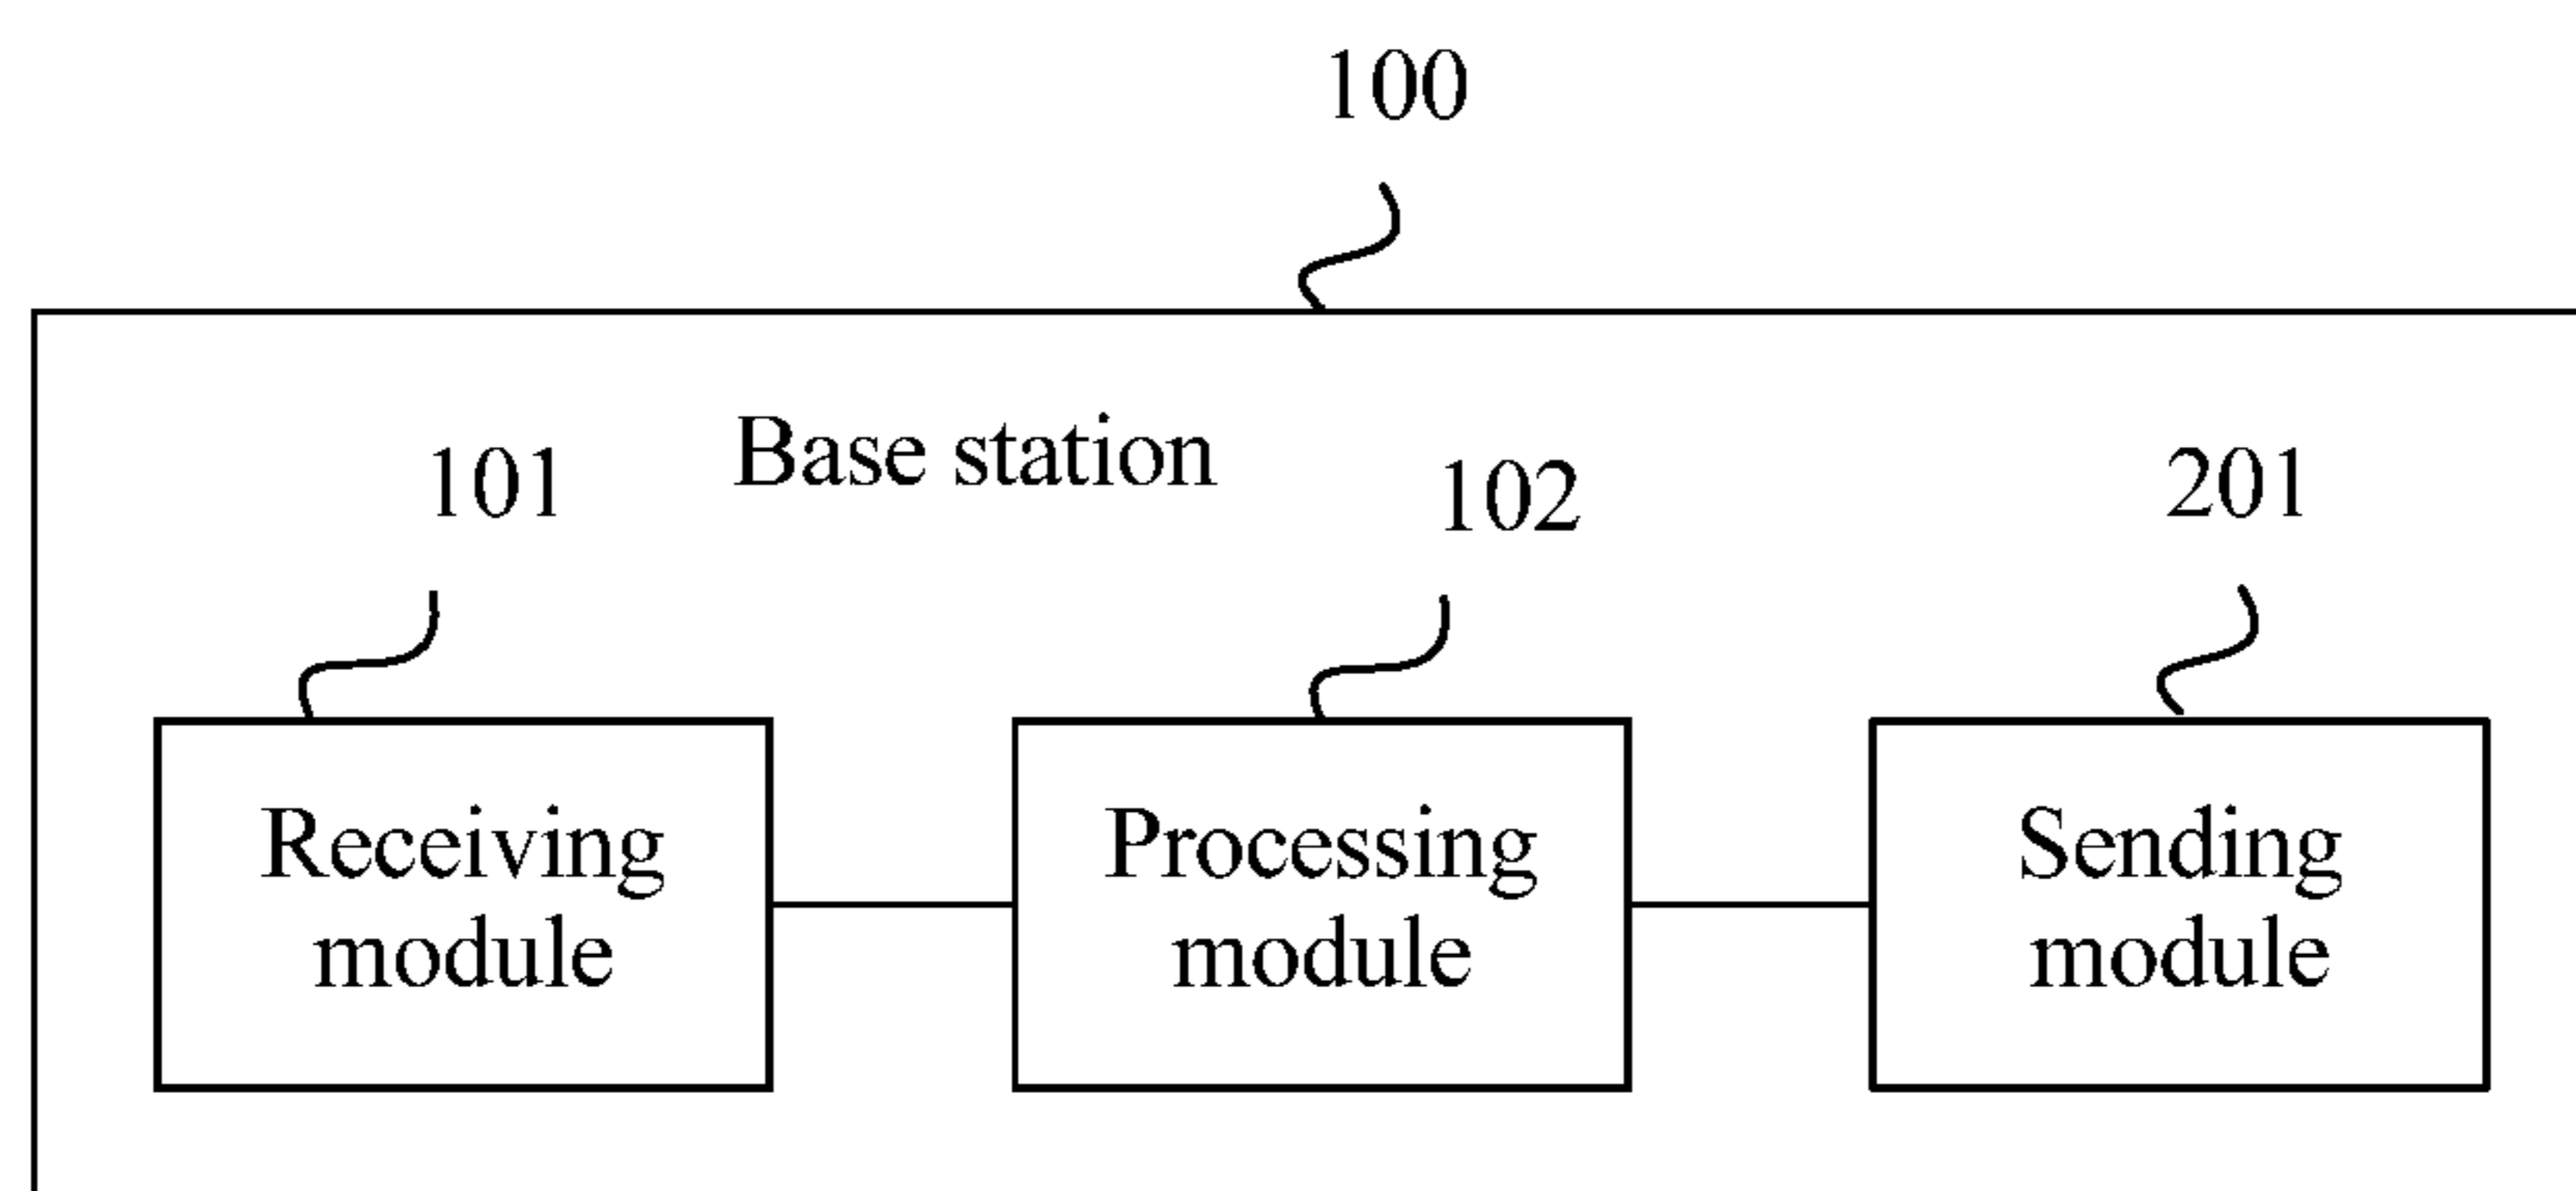 100
Base station
101
102
201
Receiving
module
Processing
module
Sending
module